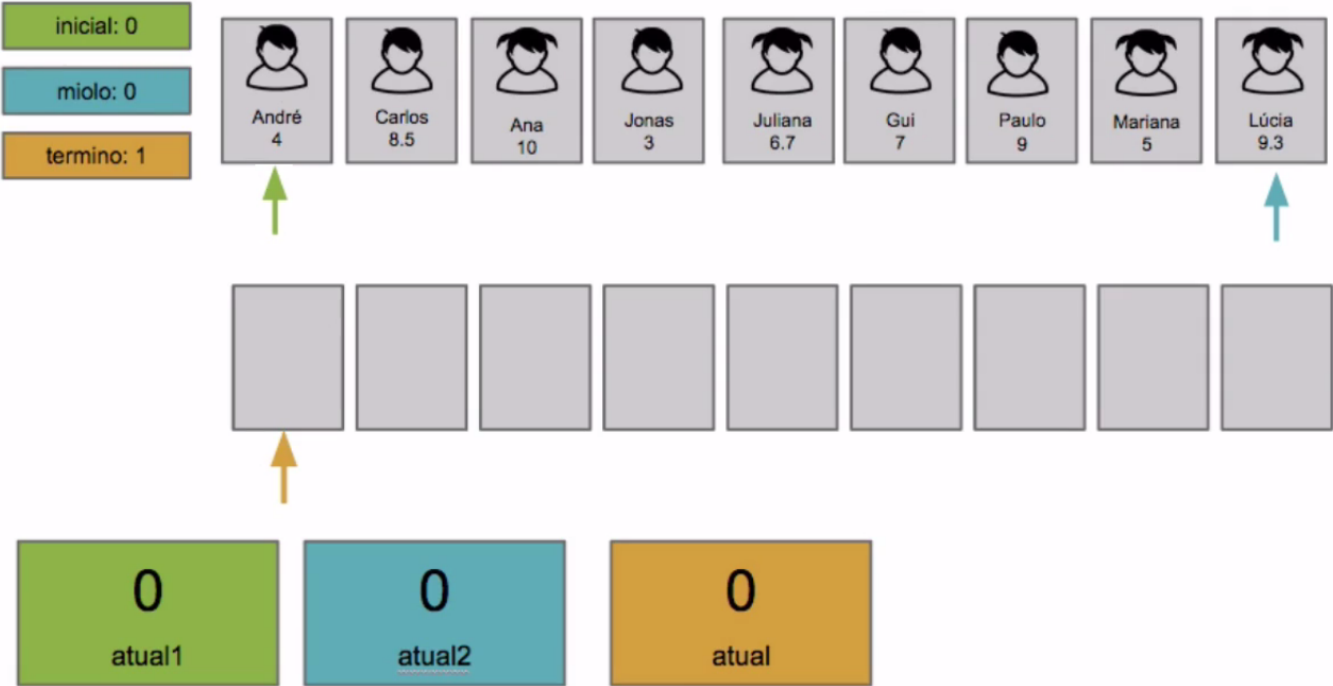 inicial: 0
miolo: 0
termino: 1
André
4
Carlos
8.5
Ana
10
Jonas
3
Juliana
6.7
Gui
7
Paulo
9
Mariana
5
Lúcia
9.3
0
atual1
0
atual2
0
atual